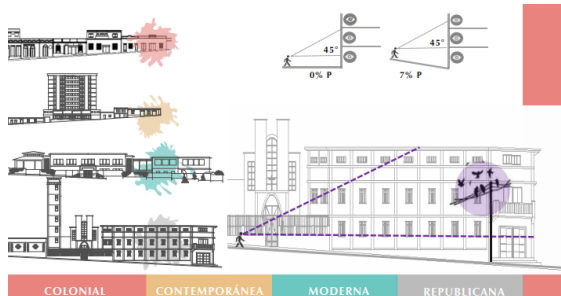 45°
45°
0% P
7% P
COLONIAL
CONTEMPORÁNEA
MODERNA
REPUBLICANA